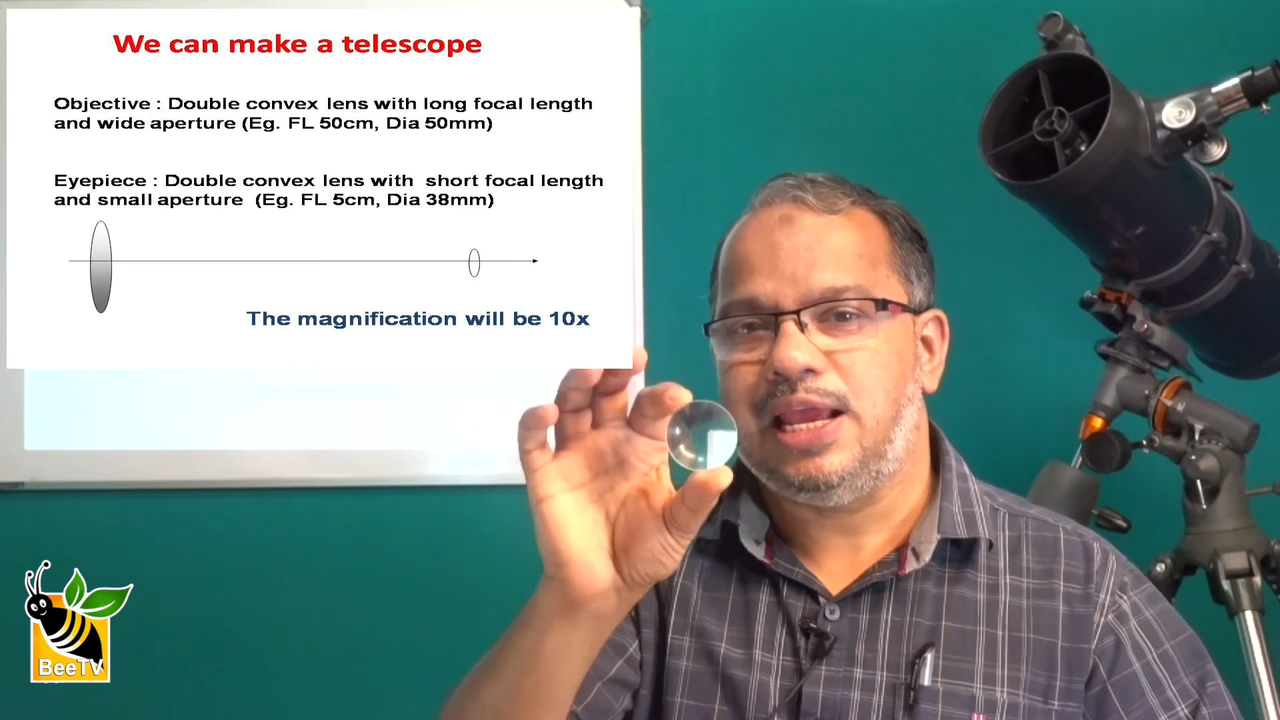 We can make a telescope
Objective : Double convex lens with long focal length
and wide aperture (Eg. FL 50cm, Dia 50mm)
Eyepiece : Double convex lens with  short focal length
and small aperture  (Eg. FL 5cm, Dia 38mm)
The magnification will be 10x
BeeTV